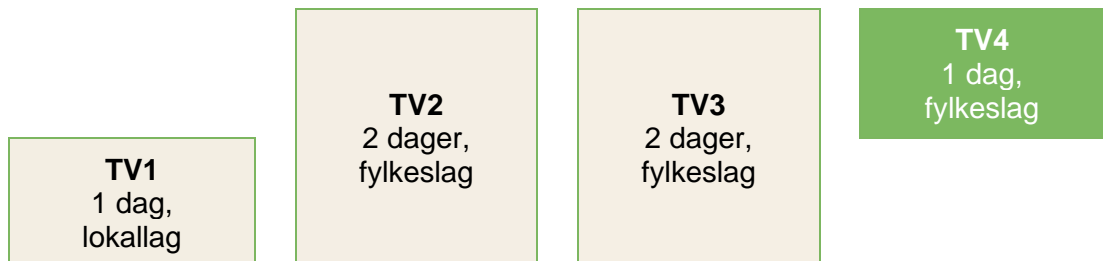 TV1
1 dag,
lokallag
TV2
2 dager,
fylkeslag
TV3
2 dager,
fylkeslag
TV4
1 dag,
fylkeslag